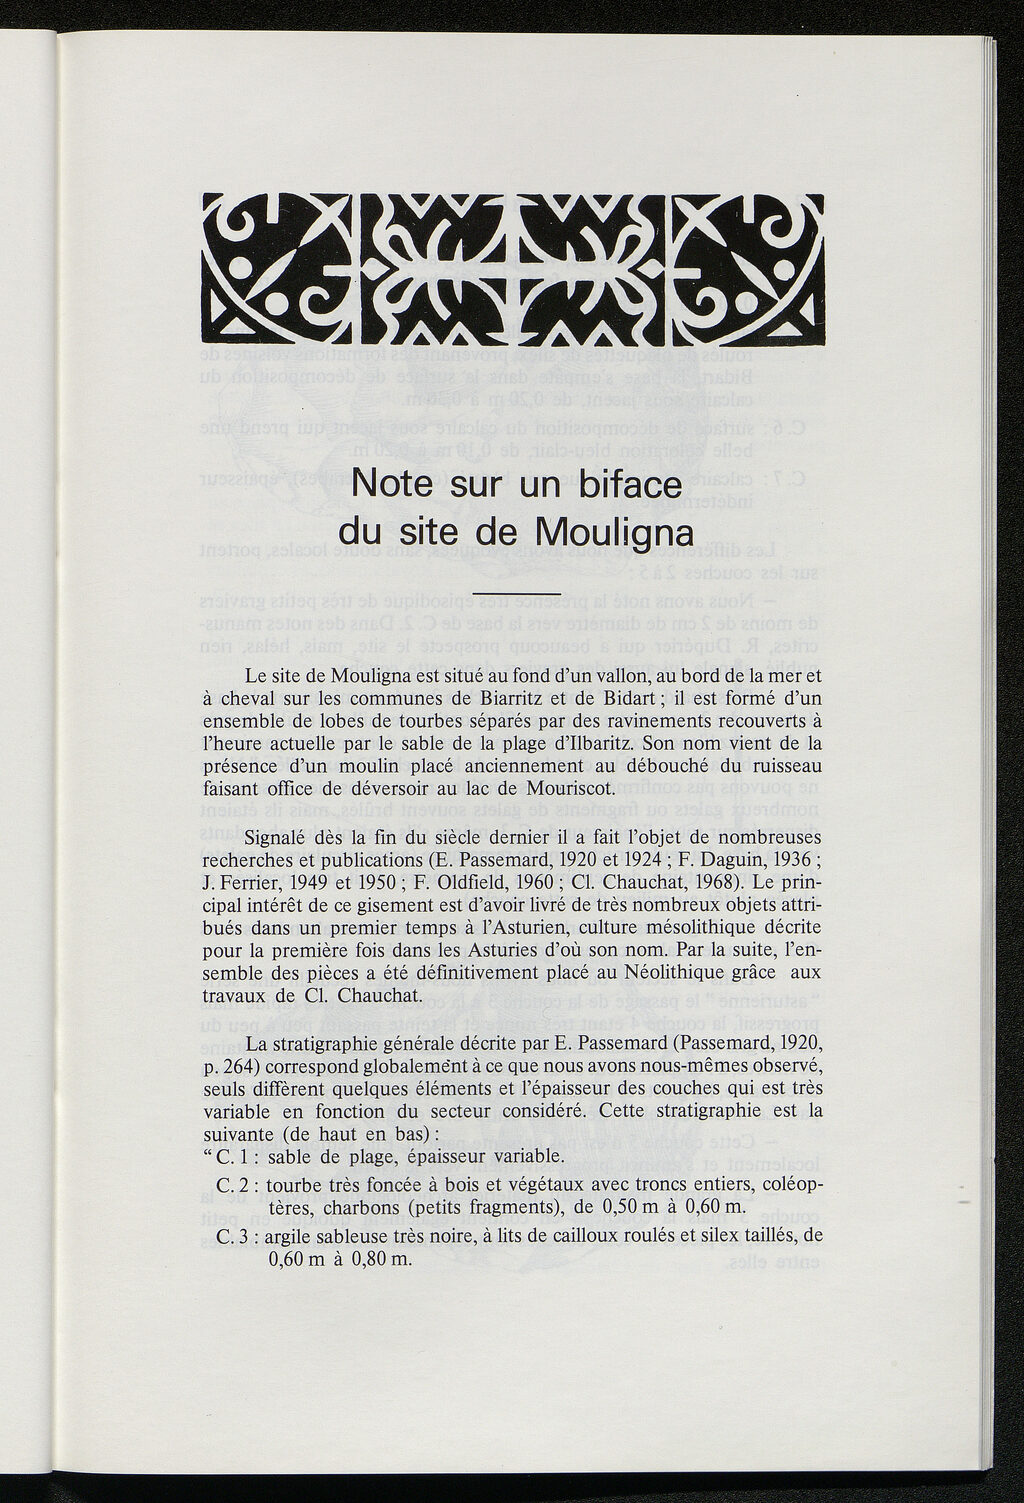 Note sur un biface
du site de Mouligna
Le site de Mouligna est situé au fond d'un vallon, au bord de la mer et
à cheval sur les communes de Biarritz et de Bidart ; il est formé d'un
ensemble de lobes de tourbes séparés par des ravinements recouverts à
l'heure actuelle par le sable de la plage d'Ilbaritz. Son nom vient de la
présence d'un moulin placé anciennement au débouché du ruisseau
faisant office de déversoir au lac de Mouriscot.
Signalé dès la fin du siècle dernier il a fait l'objet de nombreuses
recherches et publications (E. Passemard, 1920 et 1924 ; F. Daguin, 1936 ;
J. Ferrier, 1949 et 1950 ; F. Oldfield, 1960 ; Cl. Chauchat, 1968). Le prin-
cipal intérêt de ce gisement est d'avoir livré de très nombreux objets attri-
bués dans un premier temps à l'Asturien, culture mésolithique décrite
pour la première fois dans les Asturies d'où son nom. Par la suite, l'en-
semble des pièces a été définitivement placé au Néolithique grâce aux
travaux de Cl. Chauchat.
La stratigraphie générale décrite par E. Passemard (Passemard, 1920,
p. 264) correspond globalement à ce que nous avons nous-mêmes observé,
seuls diffèrent quelques éléments et l'épaisseur des couches qui est très
variable en fonction du secteur considéré. Cette stratigraphie est la
suivante (de haut en bas) :
“ C. 1 : sable de plage, épaisseur variable.
C. 2 : tourbe très foncée à bois et végétaux avec troncs entiers, coléop-
tères, charbons (petits fragments), de 0,50 m à 0,60 m.
C. 3 : argile sableuse très noire, à lits de cailloux roulés et silex taillés, de
0,60 m à 0,80 m.